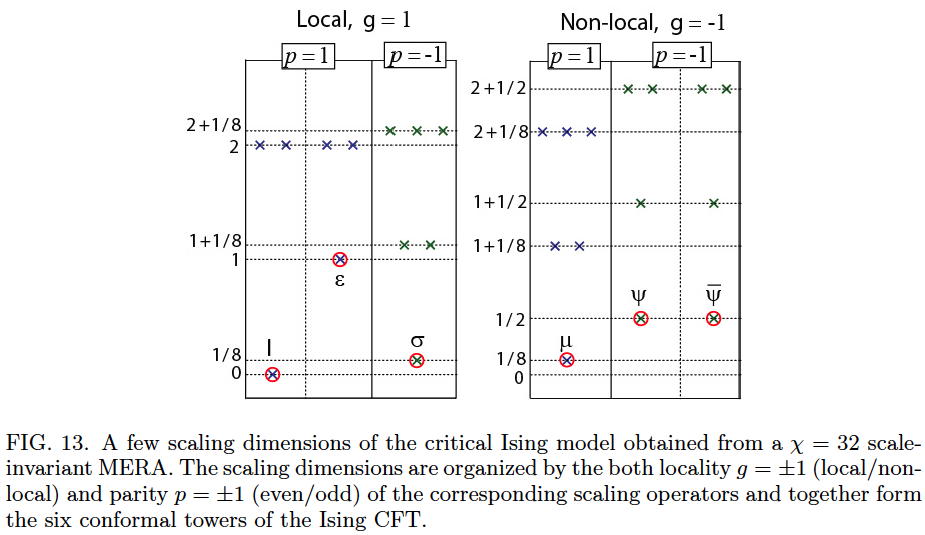 Local, g = 1
Non-local, g = -1
p = 1
p = -1
p = 1
p = -1
2+1/8
2
1+1/8
1
ε
I
σ
1/8
0
2+1/2
2+1/8
1+1/2
1+1/8
ψ
ψ̅
1/2
μ
1/8
0
FIG. 13. A few scaling dimensions of the critical Ising model obtained from a χ = 32 scale-
invariant MERA. The scaling dimensions are organized by the both locality g = ±1 (local/non-
local) and parity p = ±1 (even/odd) of the corresponding scaling operators and together form
the six conformal towers of the Ising CFT.